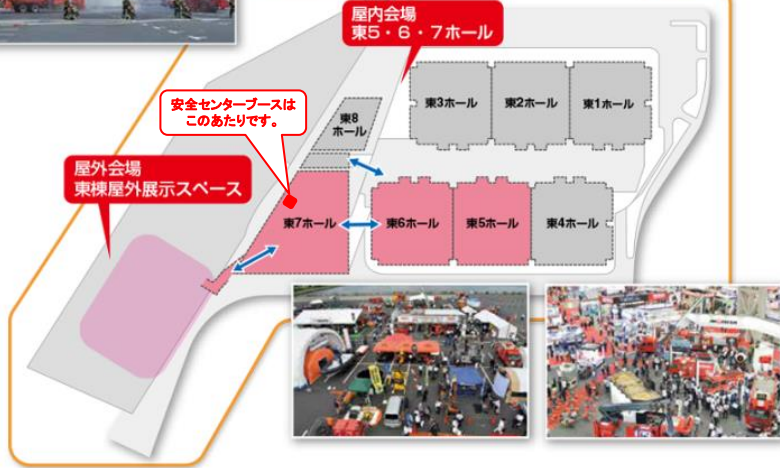 屋内会場
東5・6・7ホール
東3ホール
東2ホール
東1ホール
安全センターブースは
このあたりです。
東8
ホール
屋外会場
東棟屋外展示スペース
東7ホール
東6ホール
東5ホール
東4ホール